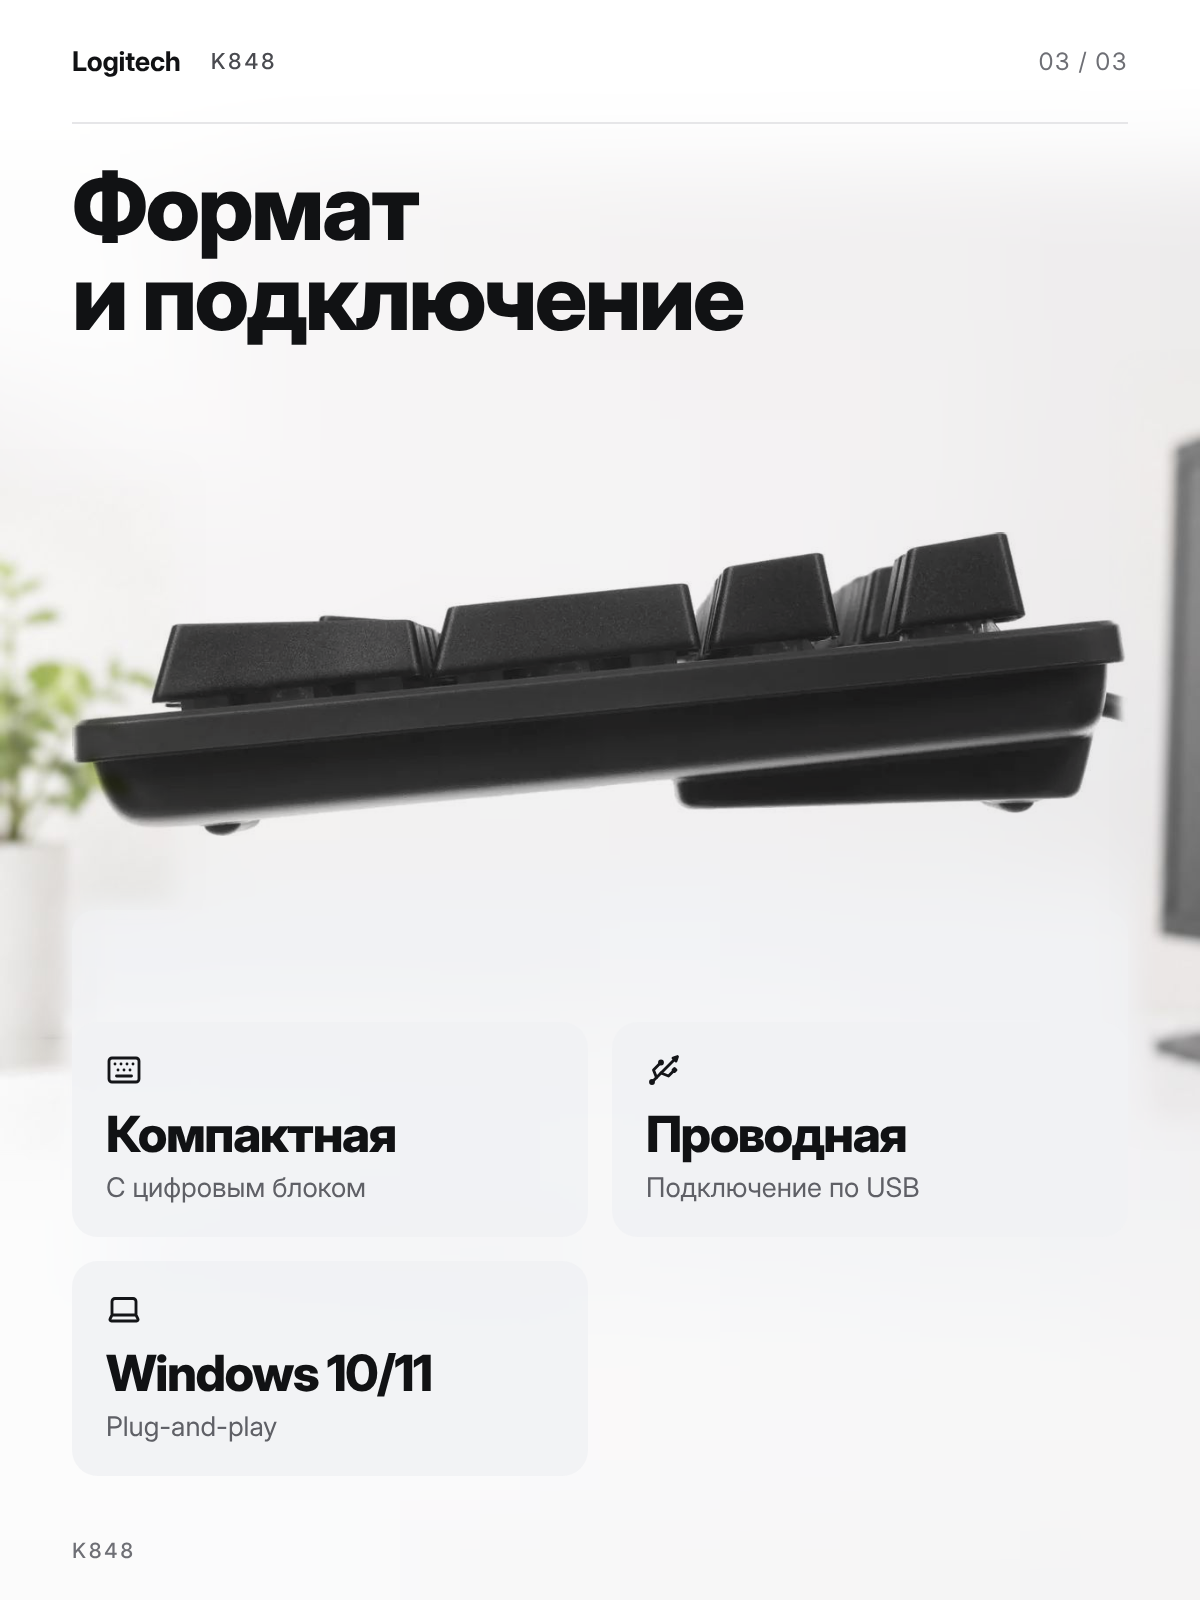 Logitech K848 03 / 03
Формат
и подключение
Компактная
С цифровым блоком
Проводная
Подключение по USB
Windows 10/11
Plug-and-play
K848